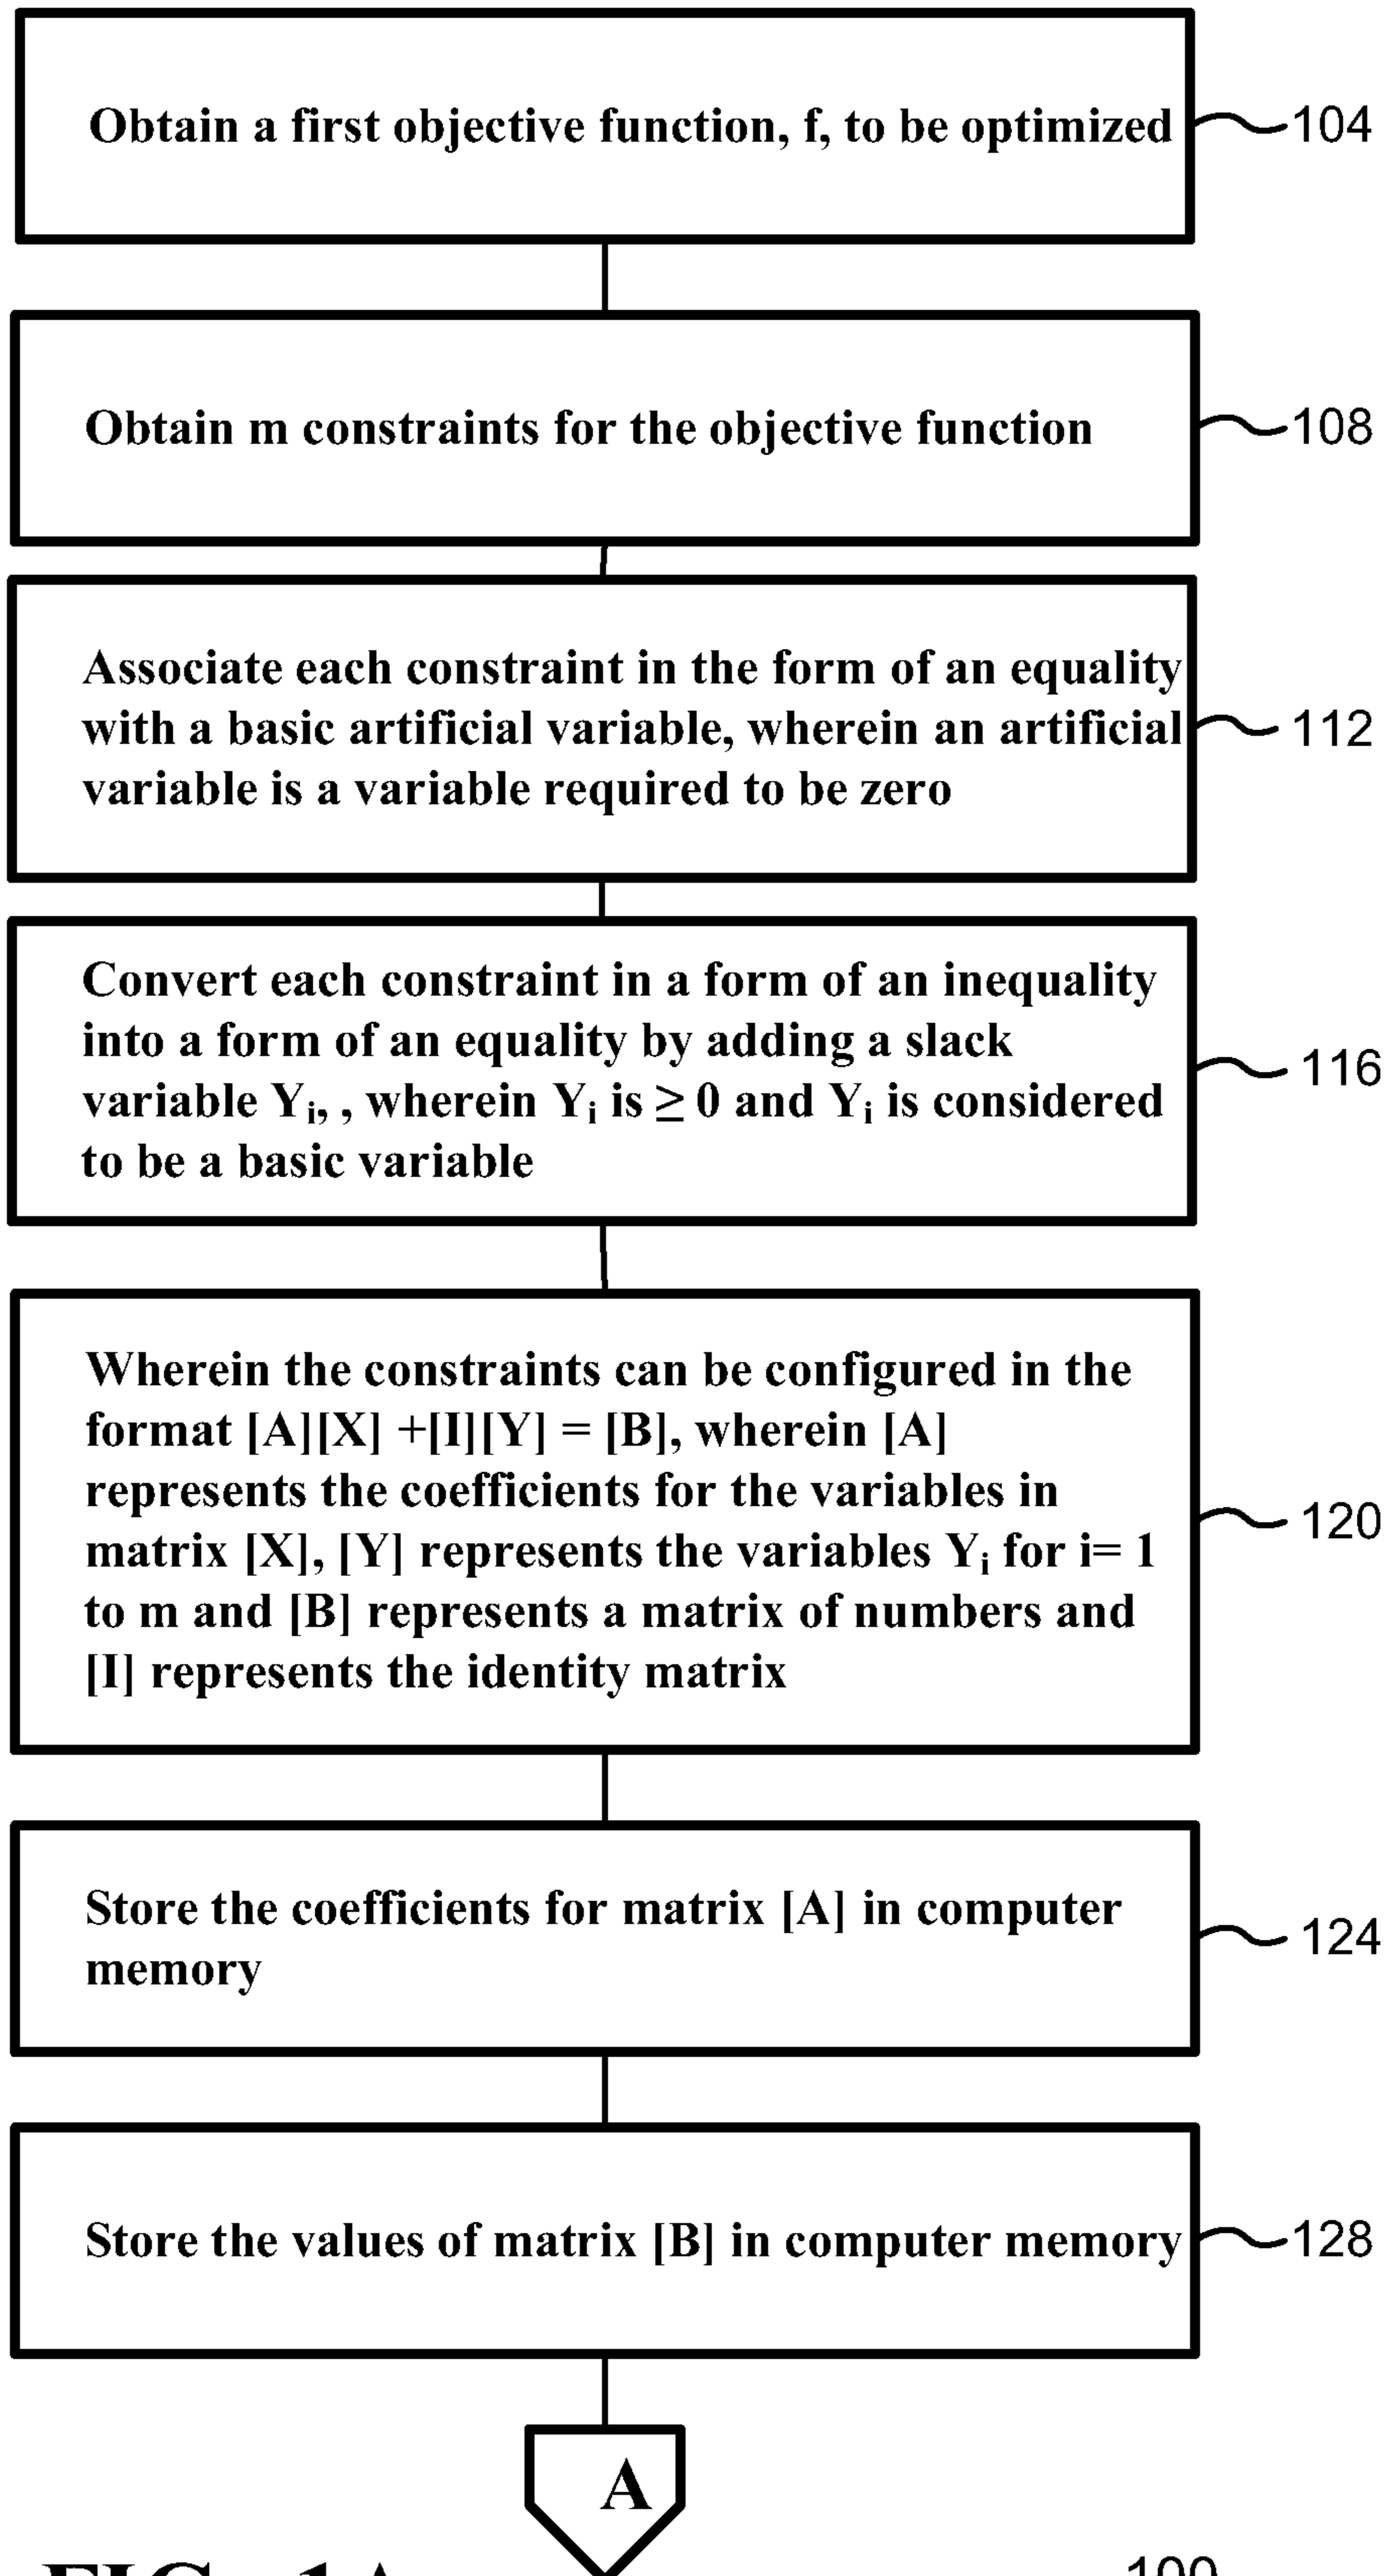 Obtain a first objective function, f, to be optimized
104
Obtain m constraints for the objective function
108
Associate each constraint in the form of an equality
with a basic artificial variable, wherein an artificial
variable is a variable required to be zero
112
Convert each constraint in a form of an inequality
into a form of an equality by adding a slack
variable Yᵢ, , wherein Yᵢ is ≥ 0 and Yᵢ is considered
to be a basic variable
116
Wherein the constraints can be configured in the
format [A][X] +[I][Y] = [B], wherein [A]
represents the coefficients for the variables in
matrix [X], [Y] represents the variables Yᵢ for i= 1
to m and [B] represents a matrix of numbers and
[I] represents the identity matrix
120
Store the coefficients for matrix [A] in computer
memory
124
Store the values of matrix [B] in computer memory
128
A